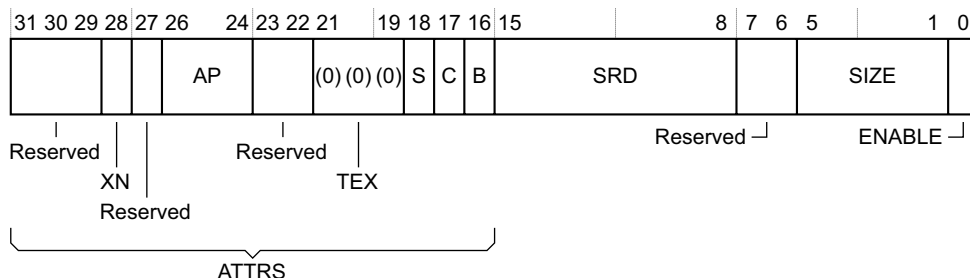 31 30 29 28 27 26 24 23 22 21 19 18 17 16 15 8 7 6 5 1 0
AP (0) (0) (0) S C B SRD SIZE
Reserved Reserved Reserved ENABLE
XN TEX
Reserved
ATTRS